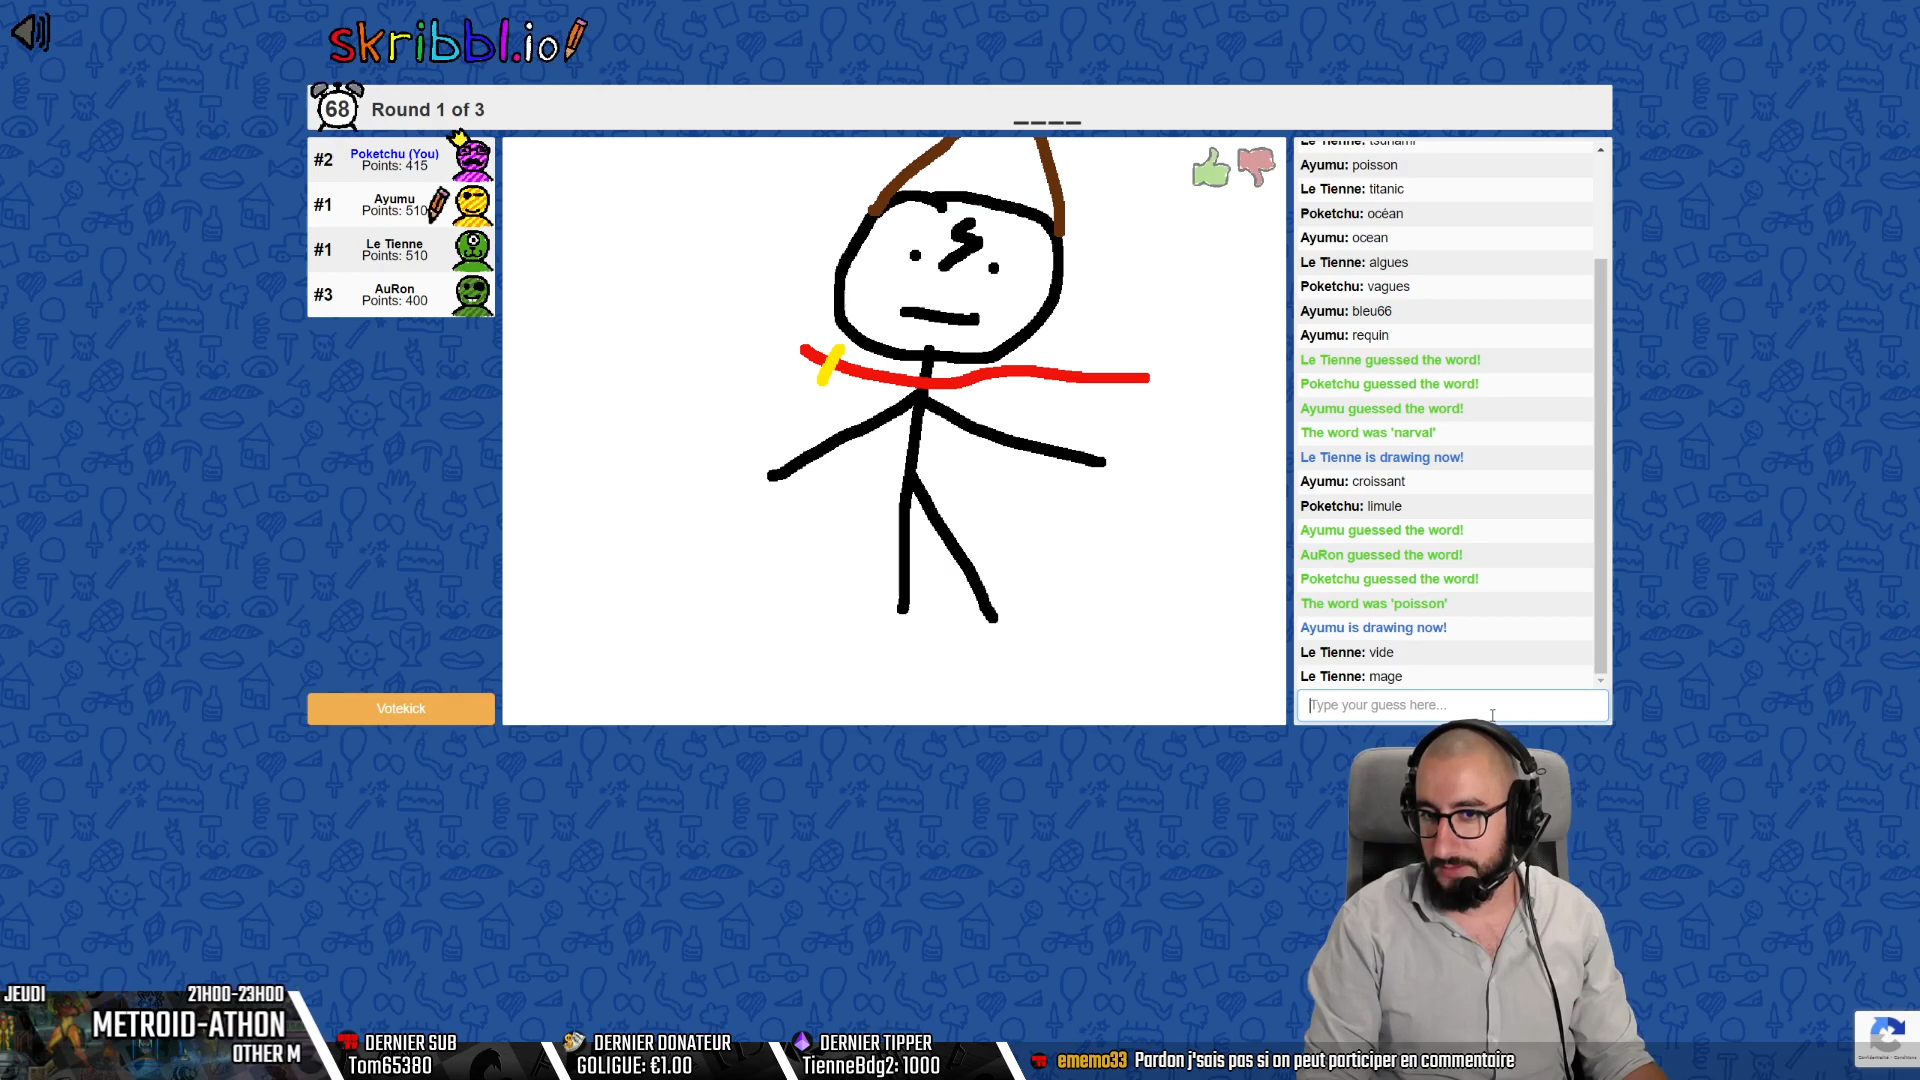 skribbl.io
68
Round 1 of 3
____
#2
Poketchu (You)
Points: 415
#1
Ayumu
Points: 510
#1
Le Tienne
Points: 510
#3
AuRon
Points: 400
Votekick
Le Tienne: tsunami
Ayumu: poisson
Le Tienne: titanic
Poketchu: océan
Ayumu: ocean
Le Tienne: algues
Poketchu: vagues
Ayumu: bleu66
Ayumu: requin
Le Tienne guessed the word!
Poketchu guessed the word!
Ayumu guessed the word!
The word was 'narval'
Le Tienne is drawing now!
Ayumu: croissant
Poketchu: limule
Ayumu guessed the word!
AuRon guessed the word!
Poketchu guessed the word!
The word was 'poisson'
Ayumu is drawing now!
Le Tienne: vide
Le Tienne: mage
Type your guess here...
JEUDI 21H00-23H00
METROID-ATHON
OTHER M
DERNIER SUB
Tom65380
DERNIER DONATEUR
GOLIGUE: €1.00
DERNIER TIPPER
TienneBdg2: 1000
ememo33 Pardon j'sais pas si on peut participer en commentaire